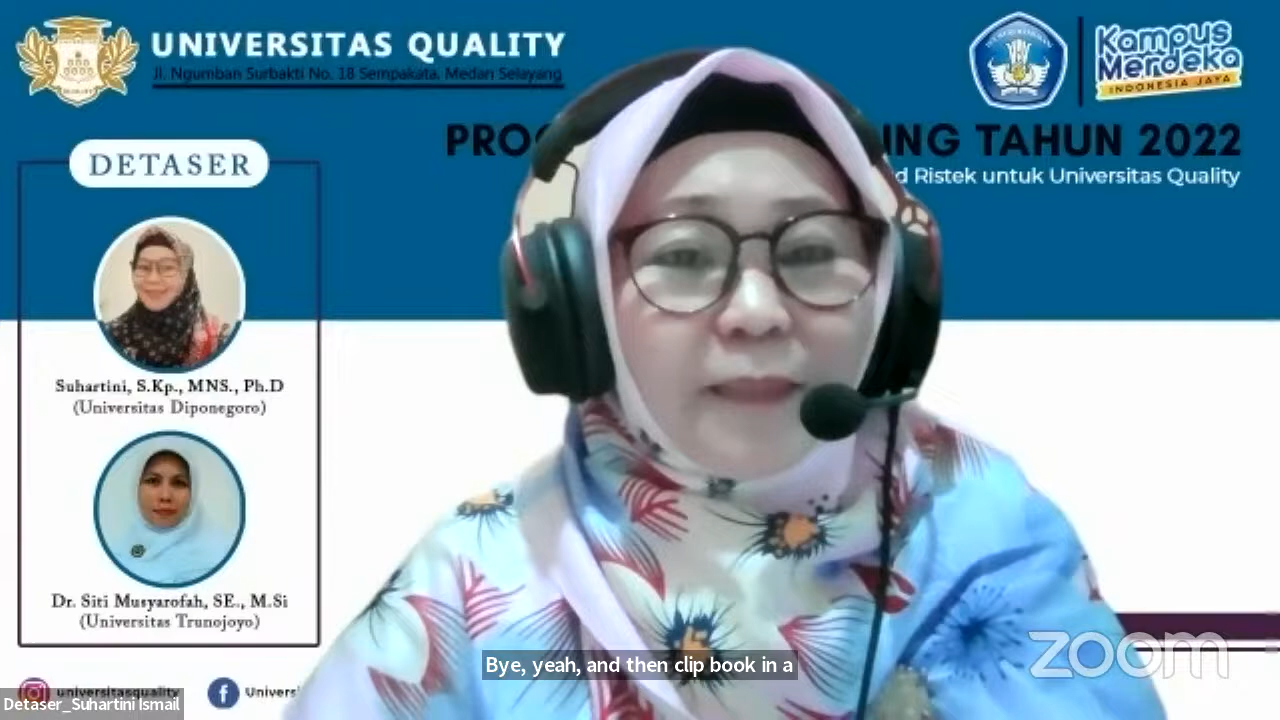 UNIVERSITAS QUALITY
Jl. Ngumban Surbakti No. 18 Sempakata, Medan Selayang
Kampus
Merdeka
INDONESIA JAYA
ING TAHUN 2022
d Ristek untuk Universitas Quality
DETASER
Suhartini, S.Kp., MNS., Ph.D
(Universitas Diponegoro)
Dr. Siti Musyarofah, SE., M.Si
(Universitas Trunojoyo)
zoom
Bye, yeah, and then clip book in a
universitasquality
Detaser_Suhartini Ismail